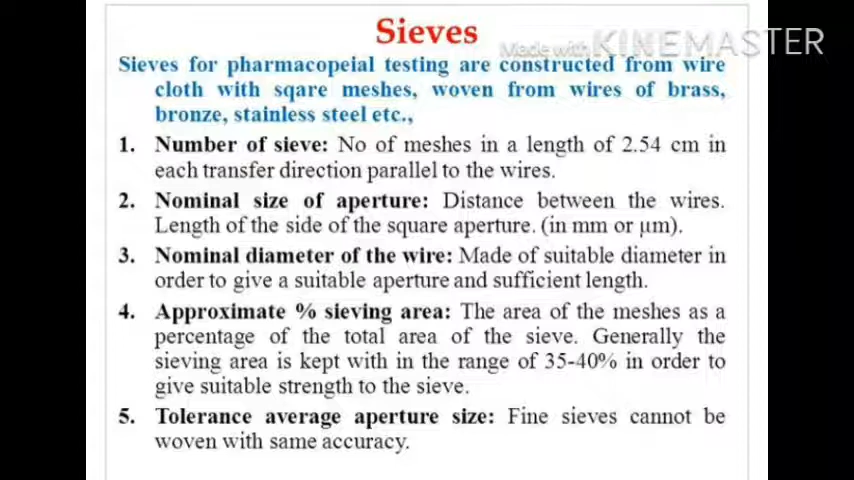 Sieves
Made with KINEMASTER
Sieves for pharmacopeial testing are constructed from wire
cloth with sqare meshes, woven from wires of brass,
bronze, stainless steel etc.,
1. Number of sieve: No of meshes in a length of 2.54 cm in
each transfer direction parallel to the wires.
2. Nominal size of aperture: Distance between the wires.
Length of the side of the square aperture. (in mm or µm).
3. Nominal diameter of the wire: Made of suitable diameter in
order to give a suitable aperture and sufficient length.
4. Approximate % sieving area: The area of the meshes as a
percentage of the total area of the sieve. Generally the
sieving area is kept with in the range of 35-40% in order to
give suitable strength to the sieve.
5. Tolerance average aperture size: Fine sieves cannot be
woven with same accuracy.